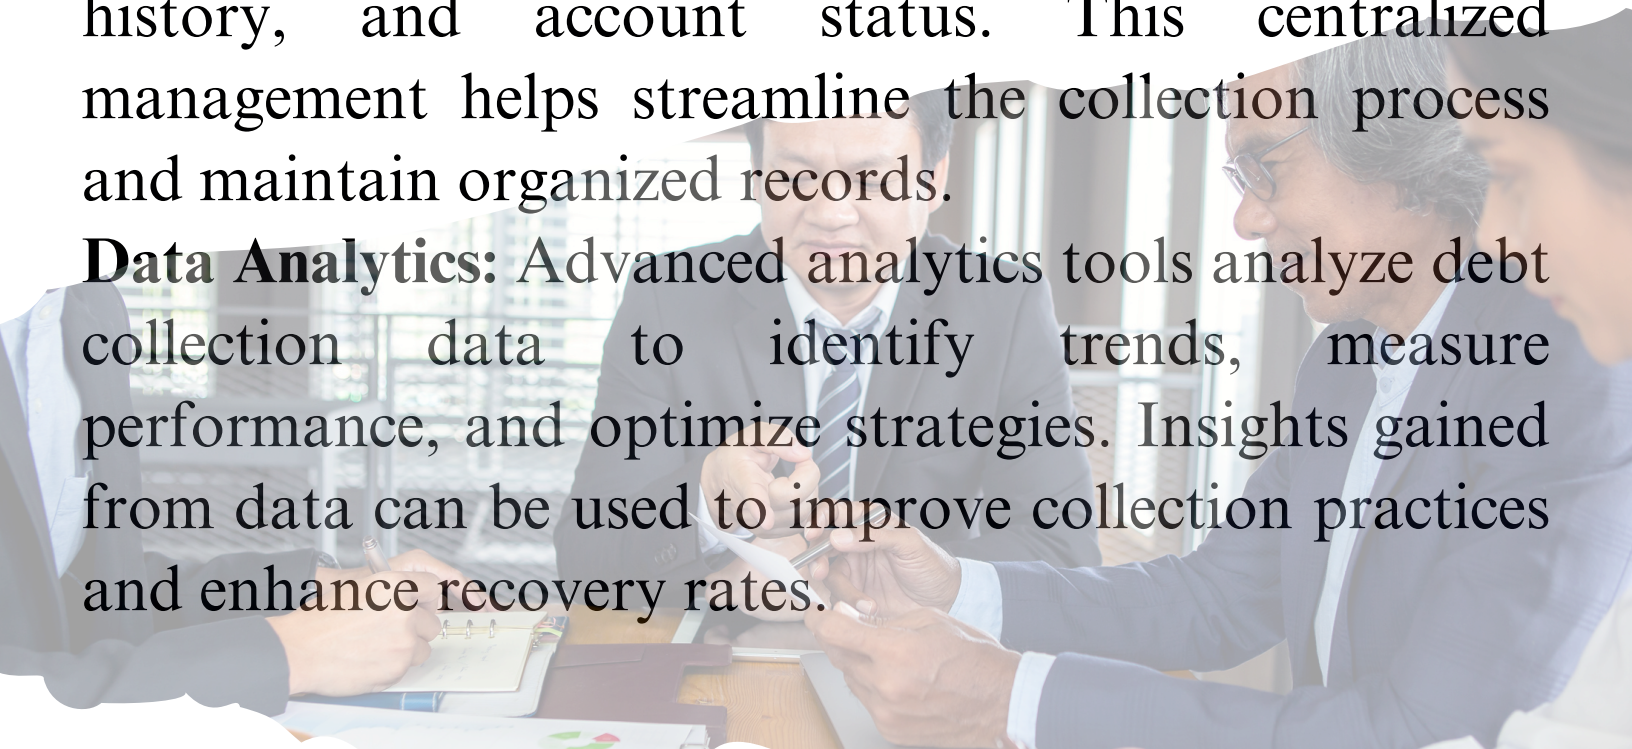 history, and account status. This centralized
management helps streamline the collection process
and maintain organized records.
Data Analytics: Advanced analytics tools analyze debt
collection data to identify trends, measure
performance, and optimize strategies. Insights gained
from data can be used to improve collection practices
and enhance recovery rates.